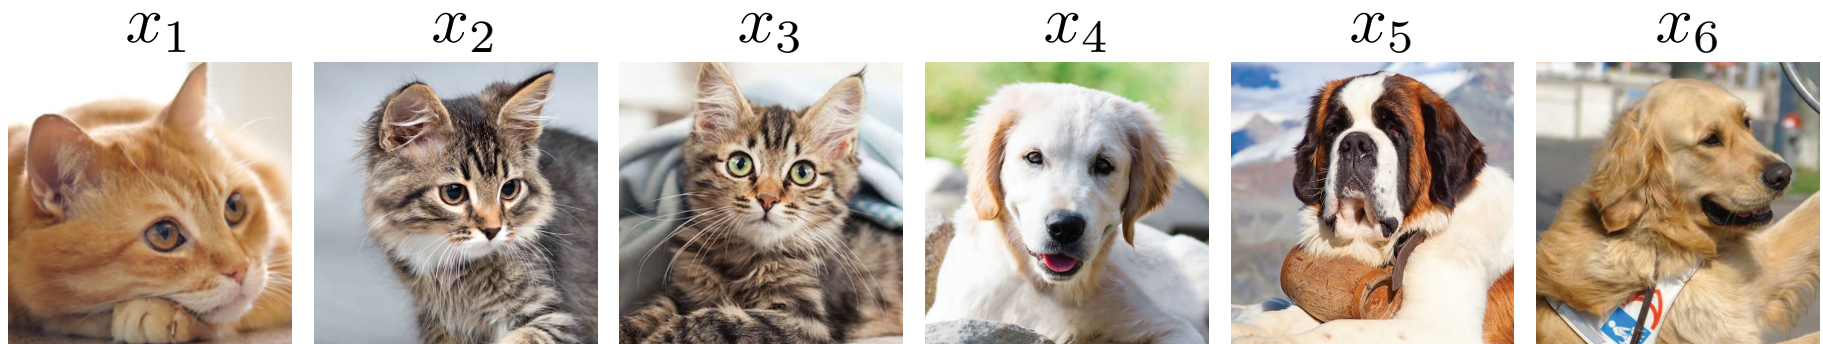 x₁ x₂ x₃ x₄ x₅ x₆